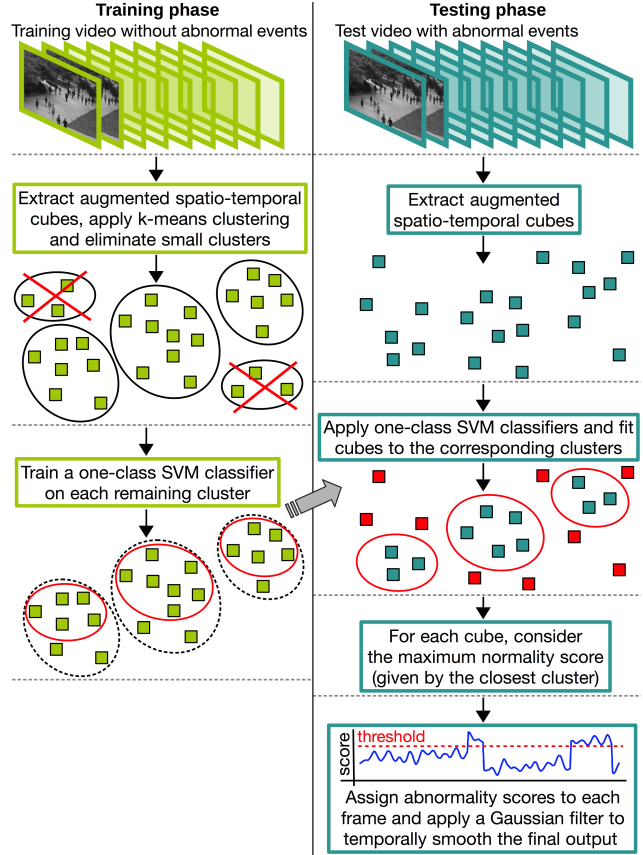 Training phase
Training video without abnormal events
Extract augmented spatio-temporal
cubes, apply k-means clustering
and eliminate small clusters
Train a one-class SVM classifier
on each remaining cluster
Testing phase
Test video with abnormal events
Extract augmented
spatio-temporal cubes
Apply one-class SVM classifiers and fit
cubes to the corresponding clusters
For each cube, consider
the maximum normality score
(given by the closest cluster)
score
threshold
Assign abnormality scores to each
frame and apply a Gaussian filter to
temporally smooth the final output